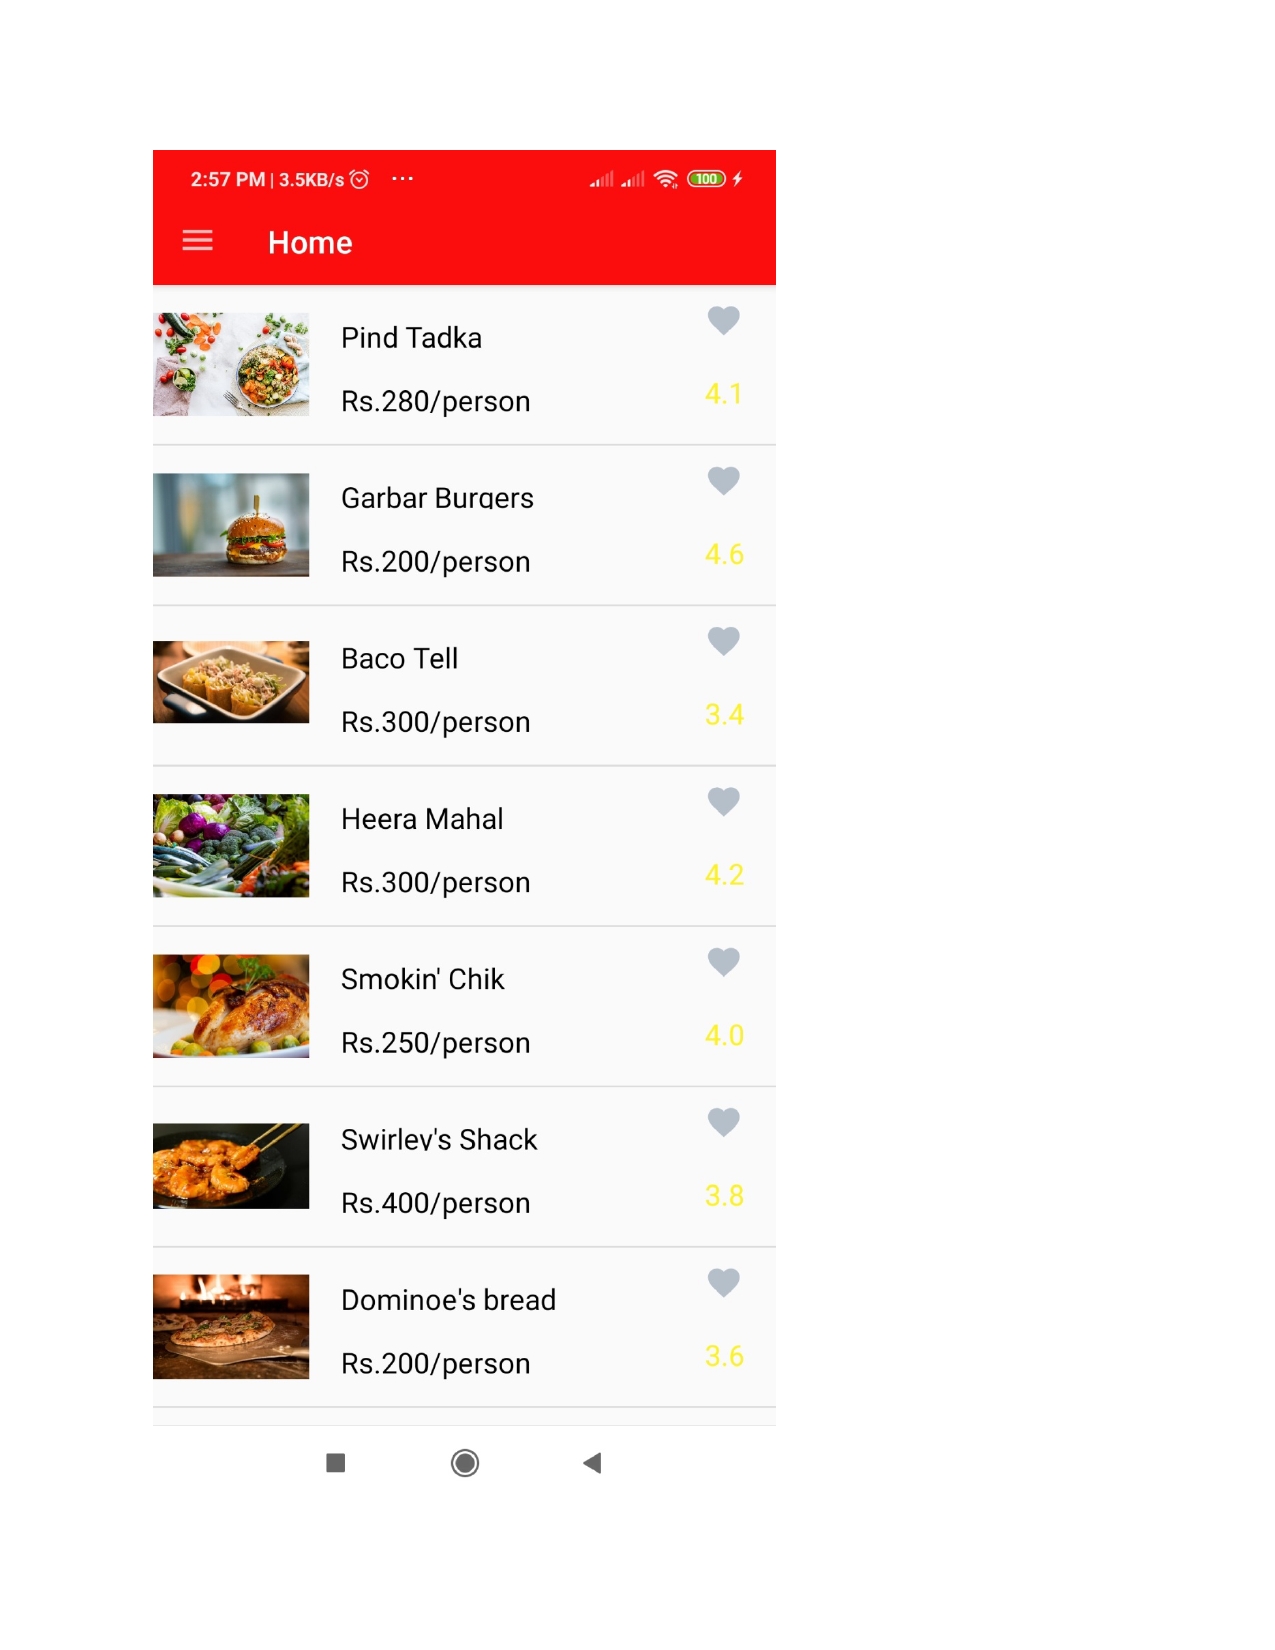 2:57 PM | 3.5KB/s ... 100
Home
Pind Tadka
Rs.280/person
4.1
Garbar Burgers
Rs.200/person
4.6
Baco Tell
Rs.300/person
3.4
Heera Mahal
Rs.300/person
4.2
Smokin' Chik
Rs.250/person
4.0
Swirley's Shack
Rs.400/person
3.8
Dominoe's bread
Rs.200/person
3.6